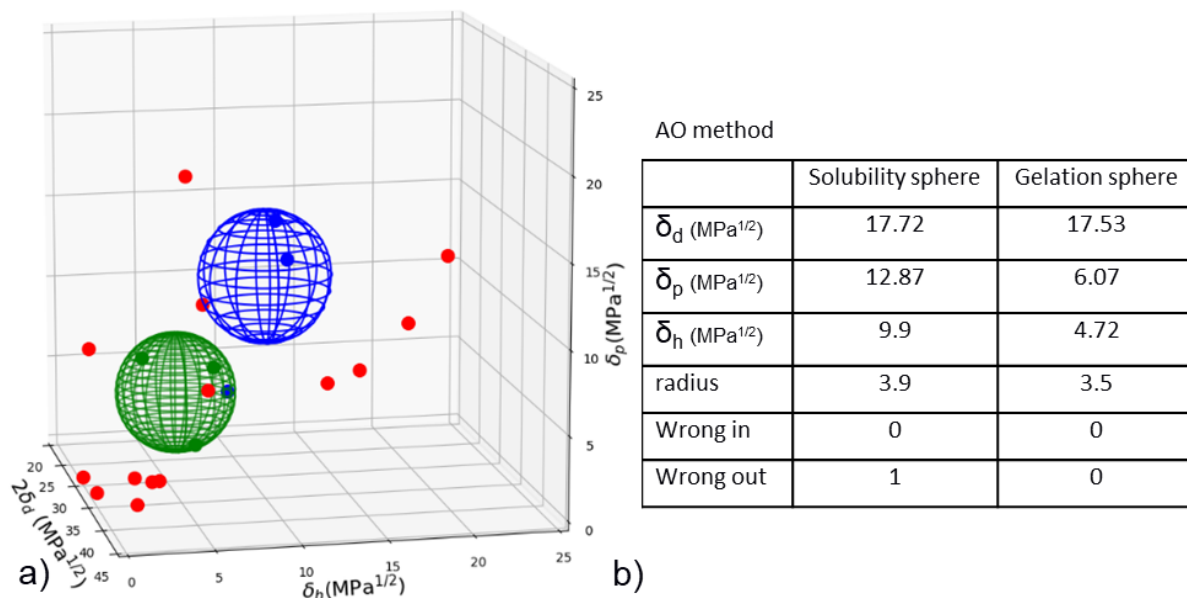 25
20
15
10
5
0
δp(MPa1/2)
20
25
30
35
40
45
2δd (MPa1/2)
0
5
10
15
20
25
δh(MPa1/2)
a)
AO method
Solubility sphere Gelation sphere
δd (MPa1/2) 17.72 17.53
δp (MPa1/2) 12.87 6.07
δh (MPa1/2) 9.9 4.72
radius 3.9 3.5
Wrong in 0 0
Wrong out 1 0
b)